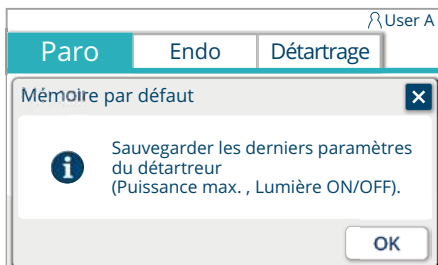 User A
Paro Endo Détartrage
Mémoire par défaut
Sauvegarder les derniers paramètres
du détartreur
(Puissance max. , Lumière ON/OFF).
OK